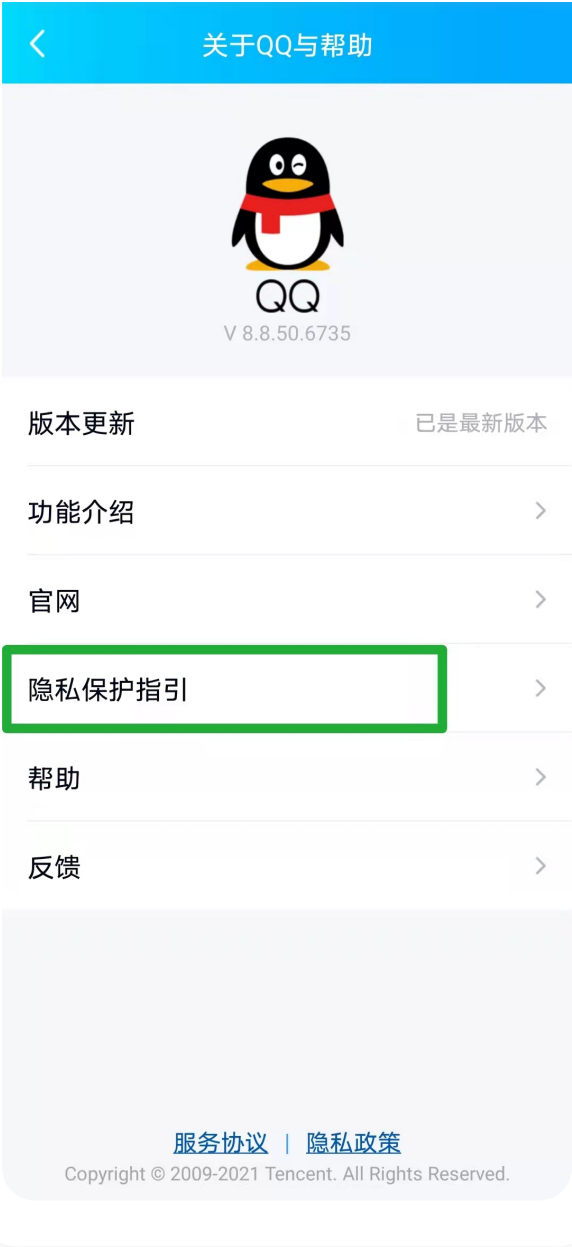 关于QQ与帮助
QQ
V 8.8.50.6735
版本更新 已是最新版本
功能介绍
官网
隐私保护指引
帮助
反馈
服务协议 | 隐私政策
Copyright © 2009-2021 Tencent. All Rights Reserved.